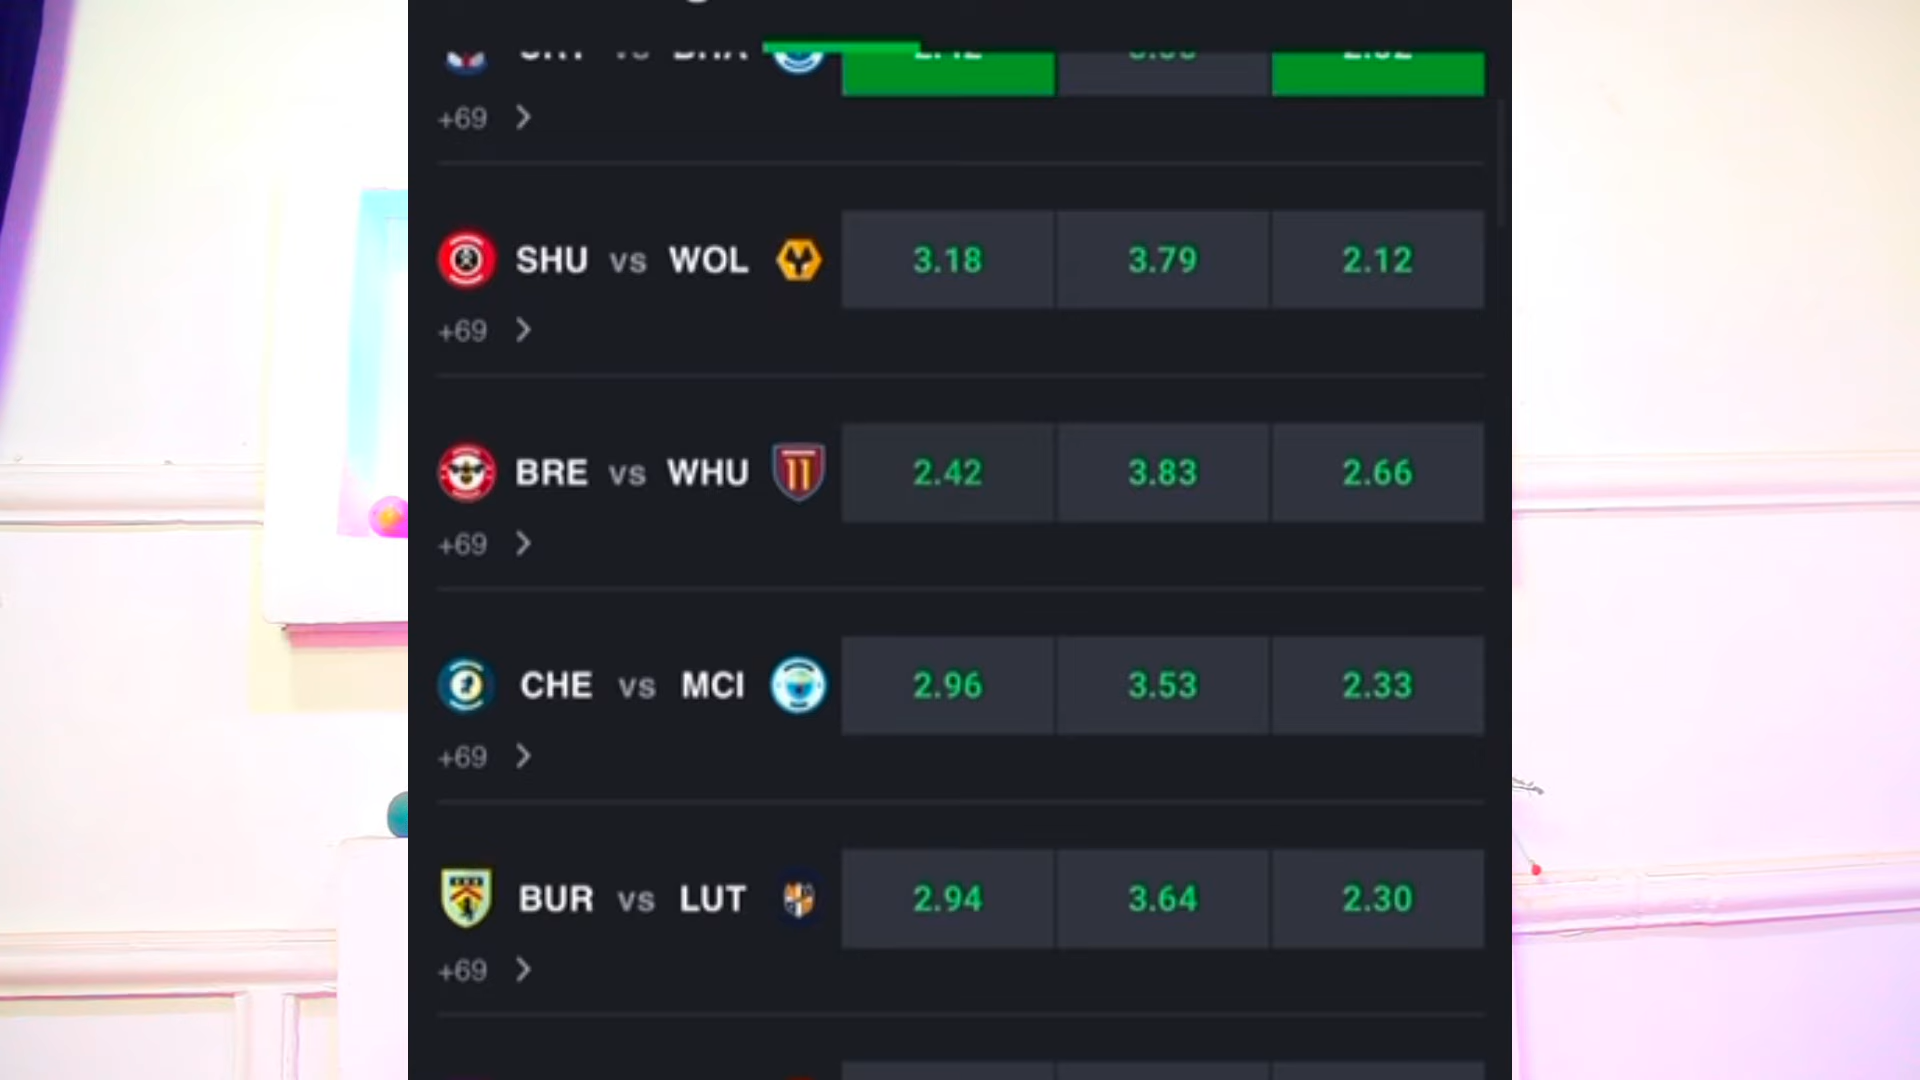 +69
SHU vs WOL 3.18 3.79 2.12
+69
BRE vs WHU 2.42 3.83 2.66
+69
CHE vs MCI 2.96 3.53 2.33
+69
BUR vs LUT 2.94 3.64 2.30
+69